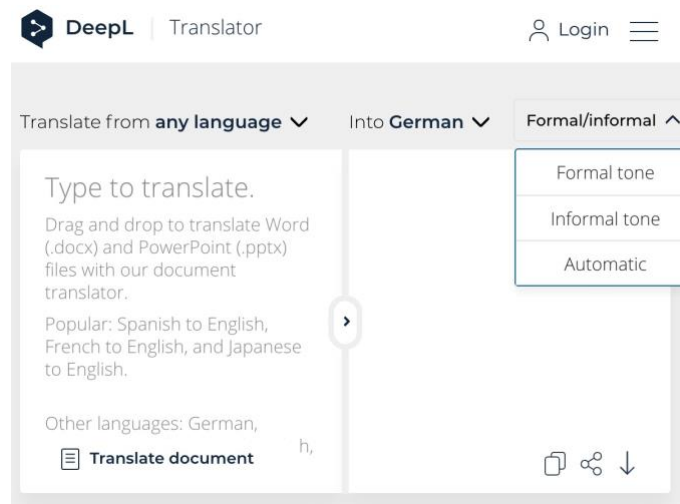 DeepL Translator Login
Translate from any language Into German Formal/informal
Formal tone
Informal tone
Automatic
Type to translate.
Drag and drop to translate Word
(.docx) and PowerPoint (.pptx)
files with our document
translator.
Popular: Spanish to English,
French to English, and Japanese
to English.
Other languages: German,
h,
Translate document